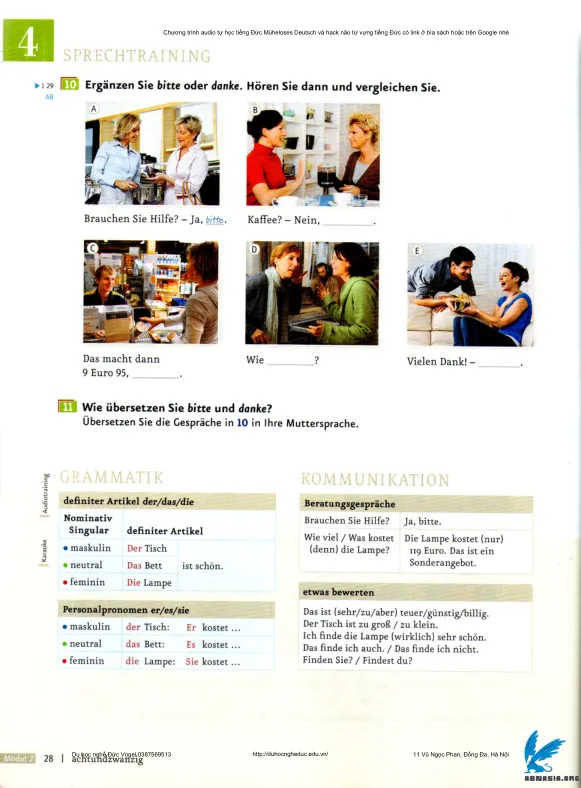 Chương trình audio tự học tiếng Đức Müheloses Deutsch và hack não từ vựng tiếng Đức có link ở bìa sách hoặc trên Google nhé
4
SPRECHTRAINING
▶ 1 29
AB
10 Ergänzen Sie bitte oder danke. Hören Sie dann und vergleichen Sie.
A
B
Brauchen Sie Hilfe? – Ja, bitte.
Kaffee? – Nein, ________.
C
D
E
Das macht dann
9 Euro 95, ________.
Wie ________?
Vielen Dank! – ________.
11 Wie übersetzen Sie bitte und danke?
Übersetzen Sie die Gespräche in 10 in Ihre Muttersprache.
Audiotraining
Karaoke
GRAMMATIK
definiter Artikel der/das/die
Nominativ
Singular definiter Artikel
• maskulin Der Tisch
• neutral Das Bett ist schön.
• feminin Die Lampe
Personalpronomen er/es/sie
• maskulin der Tisch: Er kostet ...
• neutral das Bett: Es kostet ...
• feminin die Lampe: Sie kostet ...
KOMMUNIKATION
Beratungsgespräche
Brauchen Sie Hilfe? Ja, bitte.
Wie viel / Was kostet Die Lampe kostet (nur)
(denn) die Lampe? 119 Euro. Das ist ein
Sonderangebot.
etwas bewerten
Das ist (sehr/zu/aber) teuer/günstig/billig.
Der Tisch ist zu groß / zu klein.
Ich finde die Lampe (wirklich) sehr schön.
Das finde ich auch. / Das finde ich nicht.
Finden Sie? / Findest du?
Modul 2 28 | achtundzwanzig
Du học nghề Đức Vogel 0387569513
http://duhocngheduc.edu.vn/
11 Vũ Ngọc Phan, Đống Đa, Hà Nội
ABMASIA.ORG